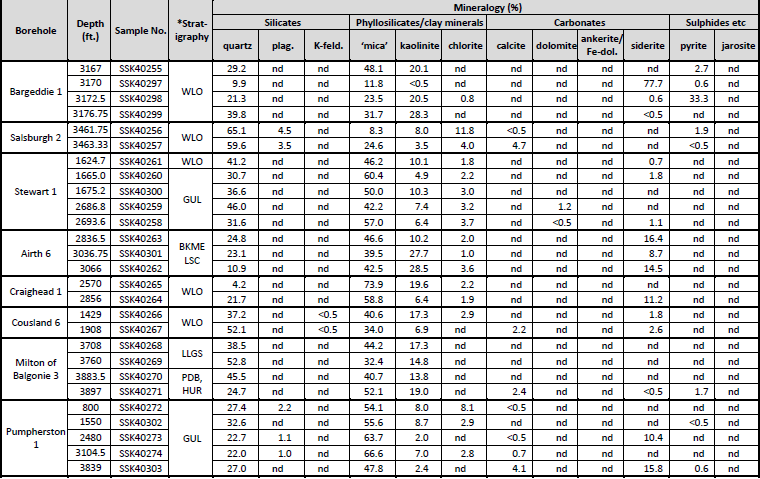 Mineralogy (%)
Borehole Depth (ft.) Sample No. *Strat-igraphy Silicates Phyllosilicates/clay minerals Carbonates Sulphides etc
quartz plag. K-feld. 'mica' kaolinite chlorite calcite dolomite ankerite/Fe-dol. siderite pyrite jarosite
Bargeddie 1 WLO
3167 SSK40255 29.2 nd nd 48.1 20.1 nd nd nd nd nd 2.7 nd
3170 SSK40297 9.9 nd nd 11.8 <0.5 nd nd nd nd 77.7 0.6 nd
3172.5 SSK40298 21.3 nd nd 23.5 20.5 0.8 nd nd nd 0.6 33.3 nd
3176.75 SSK40299 39.8 nd nd 31.7 28.3 nd nd nd nd <0.5 nd nd
Salsburgh 2 WLO
3461.75 SSK40256 65.1 4.5 nd 8.3 8.0 11.8 <0.5 nd nd nd 1.9 nd
3463.33 SSK40257 59.6 3.5 nd 24.6 3.5 4.0 4.7 nd nd nd <0.5 nd
Stewart 1
1624.7 SSK40261 WLO 41.2 nd nd 46.2 10.1 1.8 nd nd nd 0.7 nd nd
GUL
1665.0 SSK40260 30.7 nd nd 60.4 4.9 2.2 nd nd nd 1.8 nd nd
1675.2 SSK40300 36.6 nd nd 50.0 10.3 3.0 nd nd nd nd nd nd
2686.8 SSK40259 46.0 nd nd 42.2 7.4 3.2 nd 1.2 nd nd nd nd
2693.6 SSK40258 31.6 nd nd 57.0 6.4 3.7 nd <0.5 nd 1.1 nd nd
Airth 6 BKME LSC
2836.5 SSK40263 24.8 nd nd 46.6 10.2 2.0 nd nd nd 16.4 nd nd
3036.75 SSK40301 23.1 nd nd 39.5 27.7 1.0 nd nd nd 8.7 nd nd
3066 SSK40262 10.9 nd nd 42.5 28.5 3.6 nd nd nd 14.5 nd nd
Craighead 1 WLO
2570 SSK40265 4.2 nd nd 73.9 19.6 2.2 nd nd nd nd nd nd
2856 SSK40264 21.7 nd nd 58.8 6.4 1.9 nd nd nd 11.2 nd nd
Cousland 6 WLO
1429 SSK40266 37.2 nd <0.5 40.6 17.3 2.9 nd nd nd 1.8 nd nd
1908 SSK40267 52.1 nd <0.5 34.0 6.9 nd 2.2 nd nd 2.6 nd nd
Milton of Balgonie 3
LLGS
3708 SSK40268 38.5 nd nd 44.2 17.3 nd nd nd nd nd nd nd
3760 SSK40269 52.8 nd nd 32.4 14.8 nd nd nd nd nd nd nd
PDB, HUR
3883.5 SSK40270 45.5 nd nd 40.7 13.8 nd nd nd nd nd nd nd
3897 SSK40271 24.7 nd nd 52.1 19.0 nd 2.4 nd nd <0.5 1.7 nd
Pumpherston 1 GUL
800 SSK40272 27.4 2.2 nd 54.1 8.0 8.1 <0.5 nd nd nd nd nd
1550 SSK40302 32.6 nd nd 55.6 8.7 2.9 nd nd nd nd <0.5 nd
2480 SSK40273 22.7 1.1 nd 63.7 2.0 nd <0.5 nd nd 10.4 nd nd
3104.5 SSK40274 22.0 1.0 nd 66.6 7.0 2.8 0.7 nd nd nd nd nd
3839 SSK40303 27.0 nd nd 47.8 2.4 nd 4.1 nd nd 15.8 0.6 nd